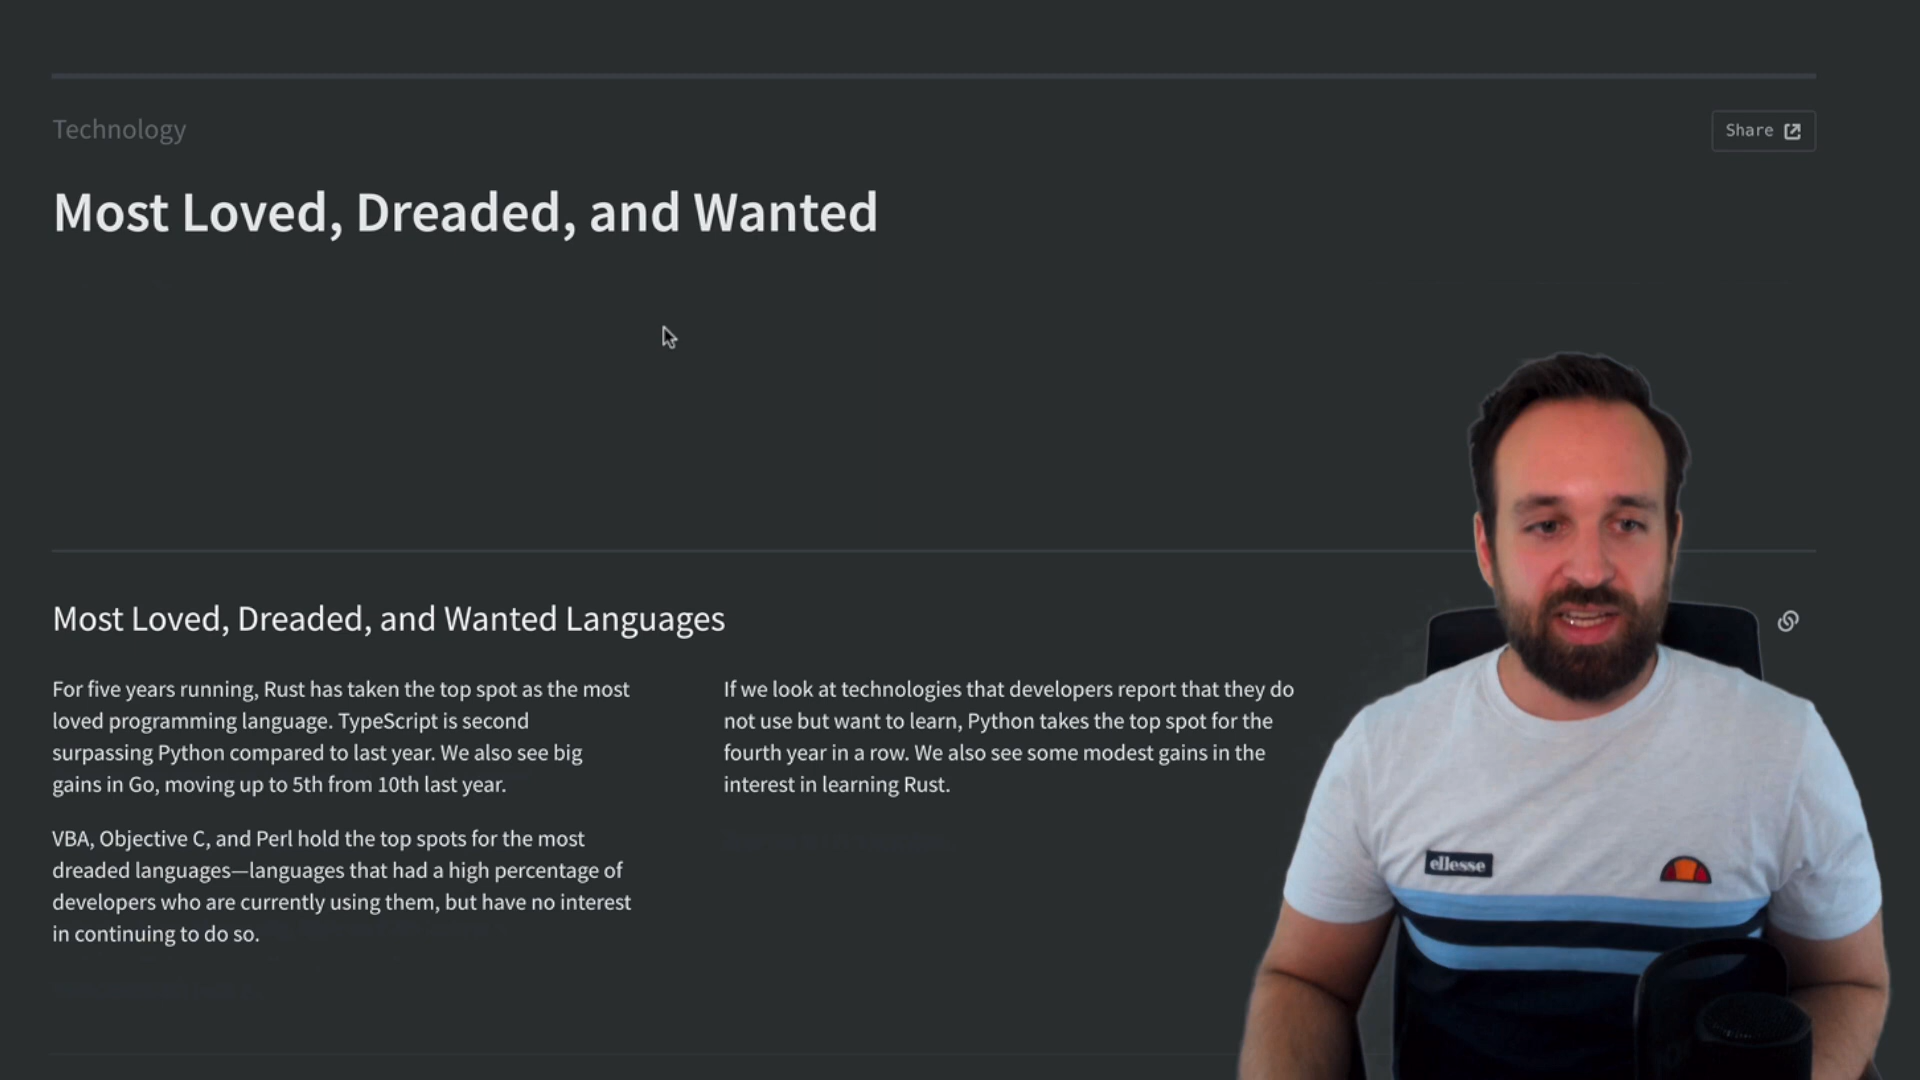 Technology
Share
Most Loved, Dreaded, and Wanted
Most Loved, Dreaded, and Wanted Languages
For five years running, Rust has taken the top spot as the most
loved programming language. TypeScript is second
surpassing Python compared to last year. We also see big
gains in Go, moving up to 5th from 10th last year.
VBA, Objective C, and Perl hold the top spots for the most
dreaded languages—languages that had a high percentage of
developers who are currently using them, but have no interest
in continuing to do so.
If we look at technologies that developers report that they do
not use but want to learn, Python takes the top spot for the
fourth year in a row. We also see some modest gains in the
interest in learning Rust.
ellesse